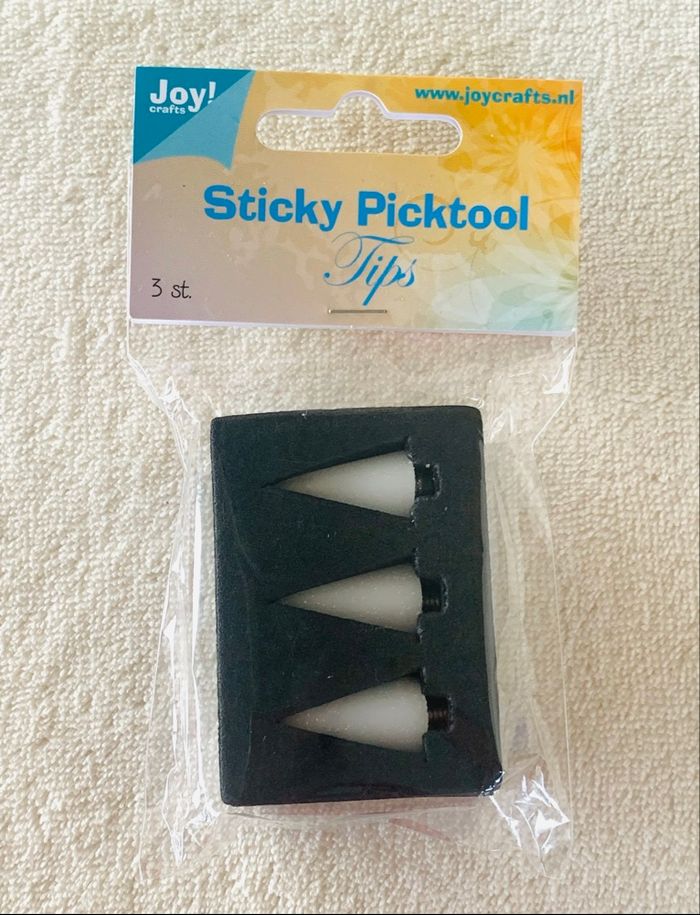 Joy!
crafts
www.joycrafts.nl
Sticky Picktool
Tips
3 st.